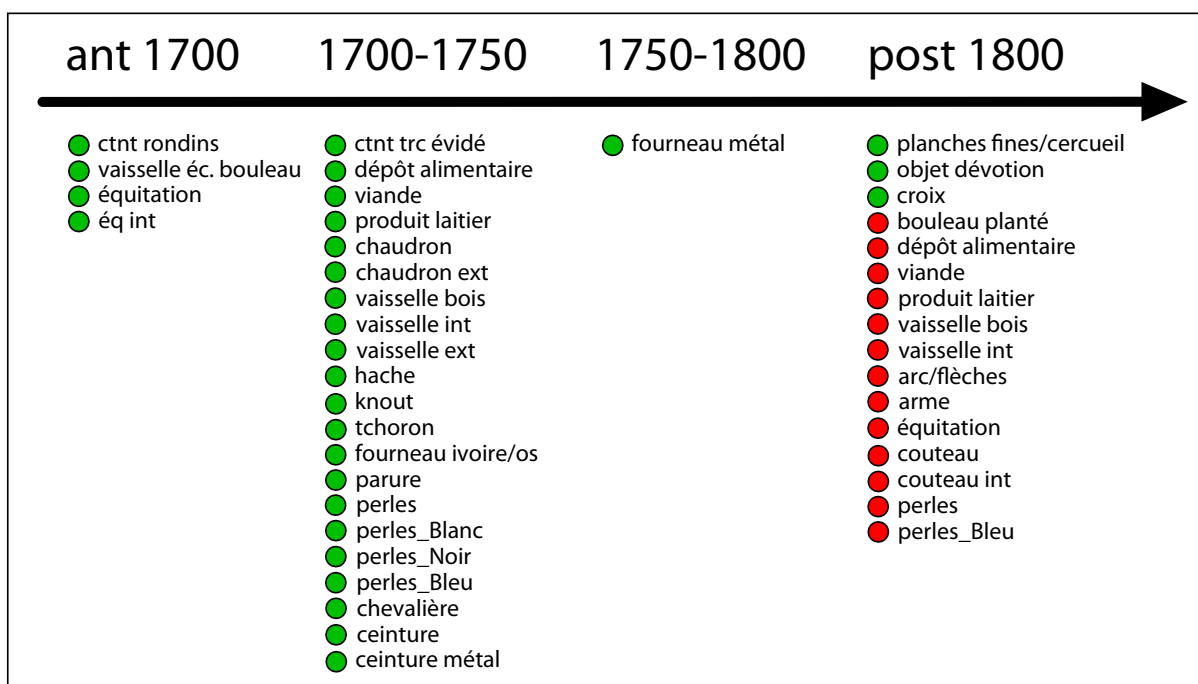 ant 1700
1700-1750
1750-1800
post 1800
ctnt rondins
vaisselle éc. bouleau
équitation
éq int
ctnt trc évidé
dépôt alimentaire
viande
produit laitier
chaudron
chaudron ext
vaisselle bois
vaisselle int
vaisselle ext
hache
knout
tchoron
fourneau ivoire/os
parure
perles
perles_Blanc
perles_Noir
perles_Bleu
chevalière
ceinture
ceinture métal
fourneau métal
planches fines/cercueil
objet dévotion
croix
bouleau planté
dépôt alimentaire
viande
produit laitier
vaisselle bois
vaisselle int
arc/flèches
arme
équitation
couteau
couteau int
perles
perles_Bleu